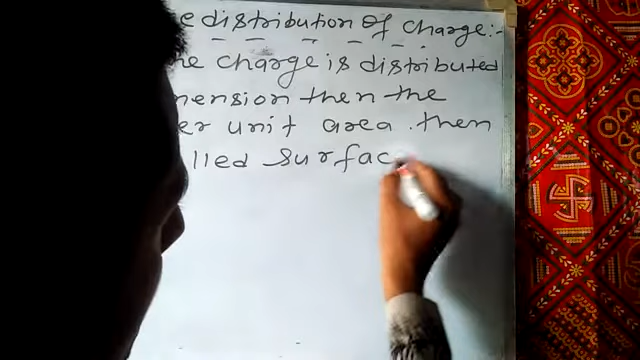 e distribution of charge:-
he charge is distributed
mension then the
er unit area . then
lled surfac